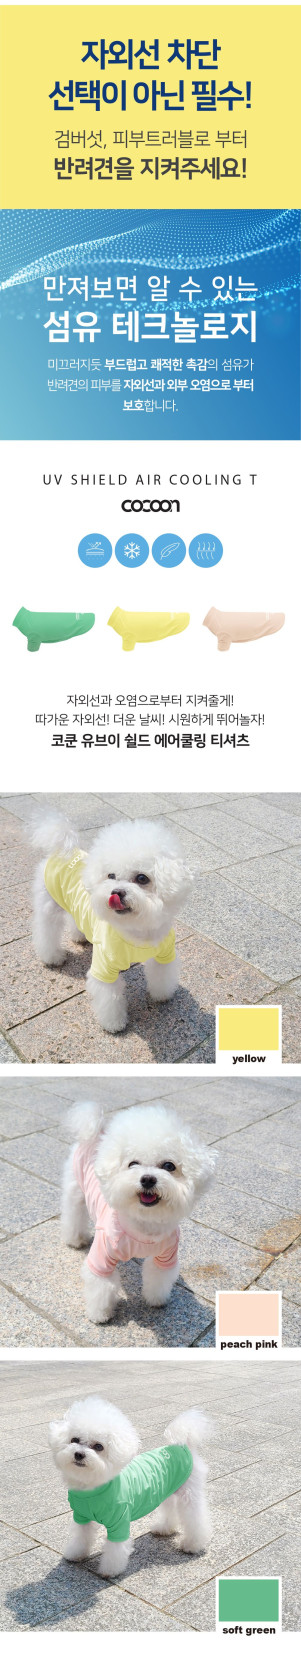 자외선 차단
선택이 아닌 필수!
검버섯, 피부트러블로 부터
반려견을 지켜주세요!
만져보면 알 수 있는
섬유 테크놀로지
미끄러지듯 부드럽고 쾌적한 촉감의 섬유가
반려견의 피부를 자외선과 외부 오염으로 부터
보호합니다.
UV SHIELD AIR COOLING T
cocoon
자외선과 오염으로부터 지켜줄게!
따가운 자외선! 더운 날씨! 시원하게 뛰어놀자!
코쿤 유브이 쉴드 에어쿨링 티셔츠
cocoon
yellow
peach pink
soft green